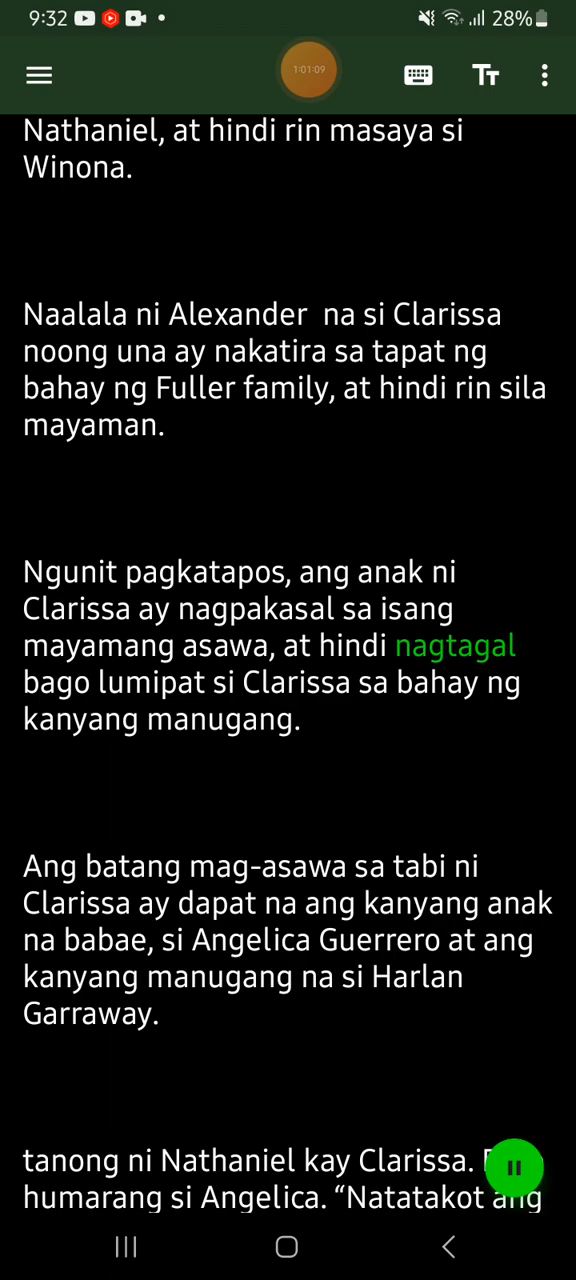 9:32
28%
1:01:09
Nathaniel, at hindi rin masaya si
Winona.
Naalala ni Alexander  na si Clarissa
noong una ay nakatira sa tapat ng
bahay ng Fuller family, at hindi rin sila
mayaman.
Ngunit pagkatapos, ang anak ni
Clarissa ay nagpakasal sa isang
mayamang asawa, at hindi nagtagal
bago lumipat si Clarissa sa bahay ng
kanyang manugang.
Ang batang mag-asawa sa tabi ni
Clarissa ay dapat na ang kanyang anak
na babae, si Angelica Guerrero at ang
kanyang manugang na si Harlan
Garraway.
tanong ni Nathaniel kay Clarissa.
humarang si Angelica. “Natatakot ang